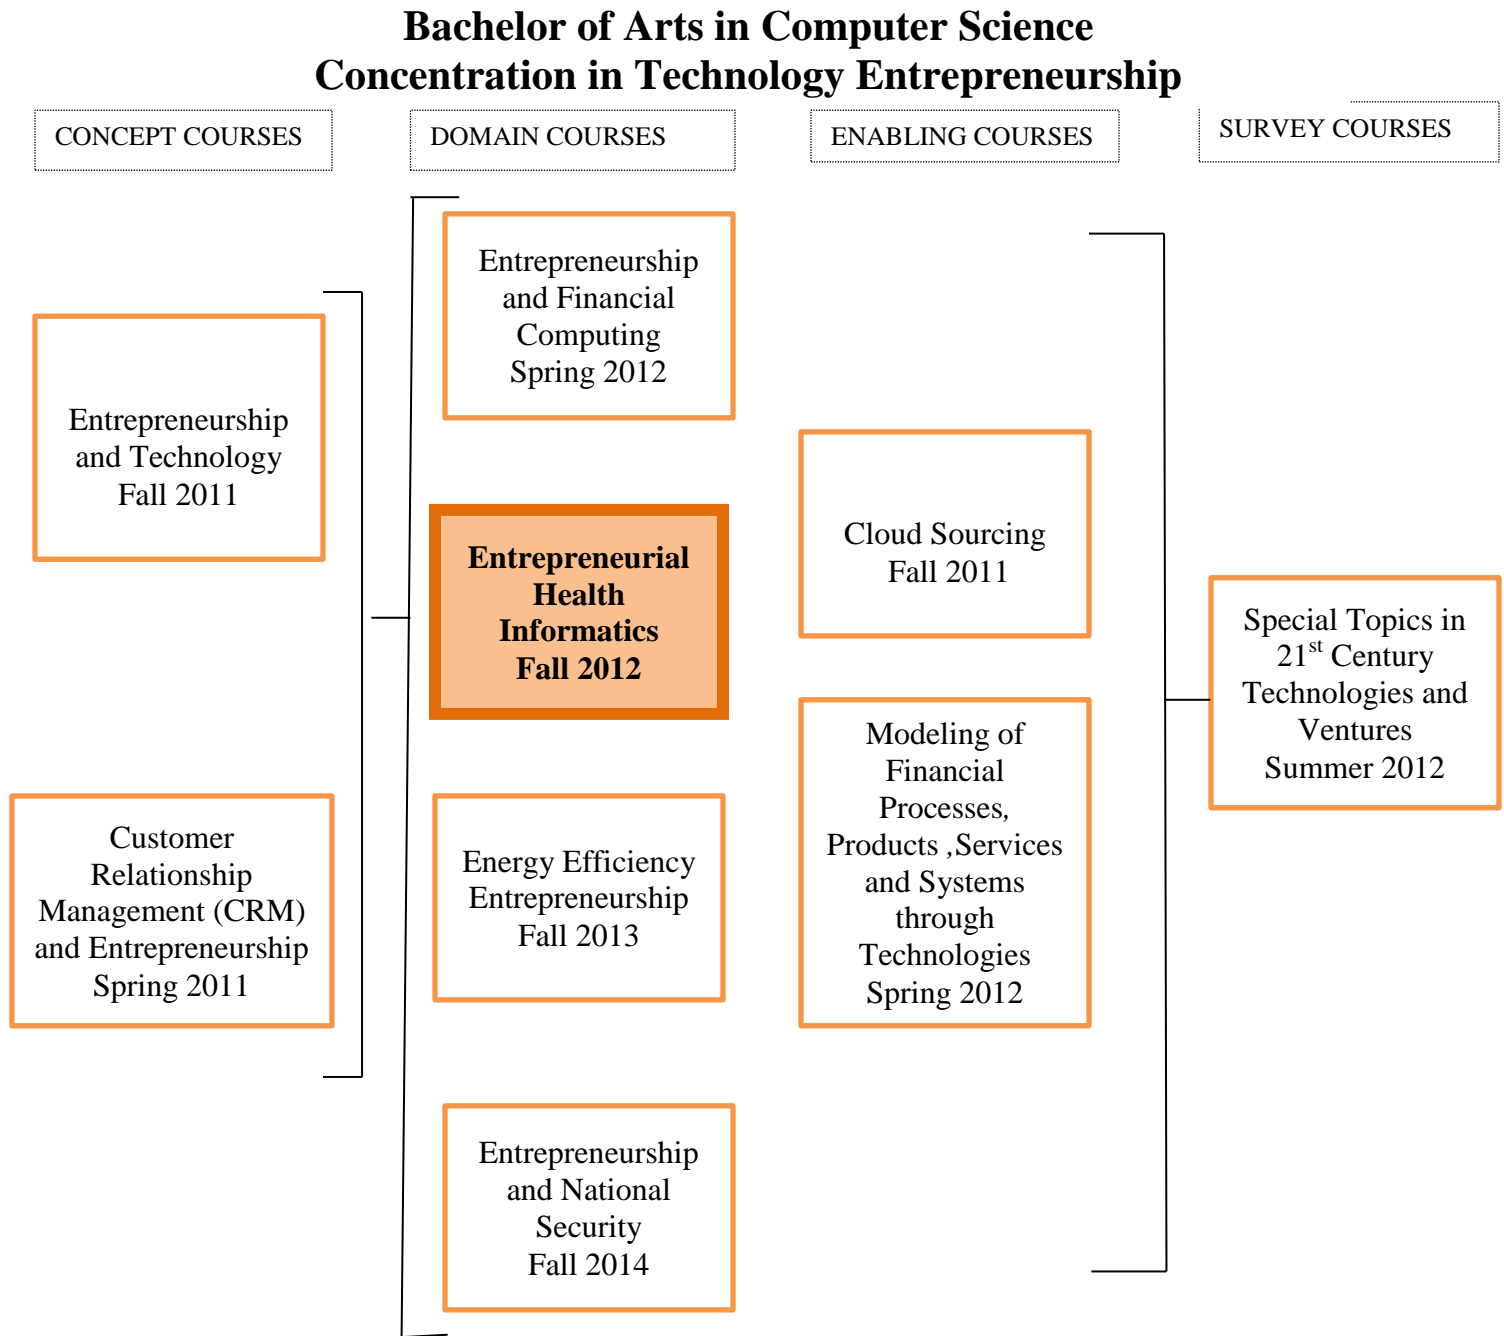 Bachelor of Arts in Computer Science
Concentration in Technology Entrepreneurship
CONCEPT COURSES
DOMAIN COURSES
ENABLING COURSES
SURVEY COURSES
Entrepreneurship
and Technology
Fall 2011
Customer
Relationship
Management (CRM)
and Entrepreneurship
Spring 2011
Entrepreneurship
and Financial
Computing
Spring 2012
Entrepreneurial
Health
Informatics
Fall 2012
Energy Efficiency
Entrepreneurship
Fall 2013
Entrepreneurship
and National
Security
Fall 2014
Cloud Sourcing
Fall 2011
Modeling of
Financial
Processes,
Products ,Services
and Systems
through
Technologies
Spring 2012
Special Topics in
21st Century
Technologies and
Ventures
Summer 2012